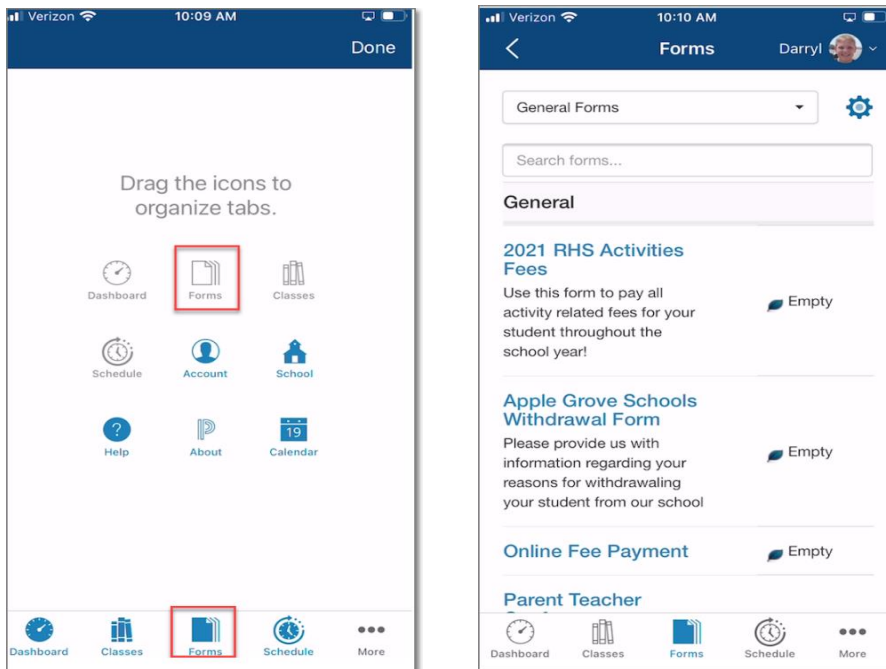 Verizon 10:09 AM
Done
Drag the icons to
organize tabs.
Dashboard Forms Classes
Schedule Account School
19
Help About Calendar
Dashboard Classes Forms Schedule More
Verizon 10:10 AM
Forms Darryl
General Forms
Search forms...
General
2021 RHS Activities
Fees
Use this form to pay all
activity related fees for your
student throughout the
school year!
Empty
Apple Grove Schools
Withdrawal Form
Please provide us with
information regarding your
reasons for withdrawaling
your student from our school
Empty
Online Fee Payment Empty
Parent Teacher
Dashboard Classes Forms Schedule More